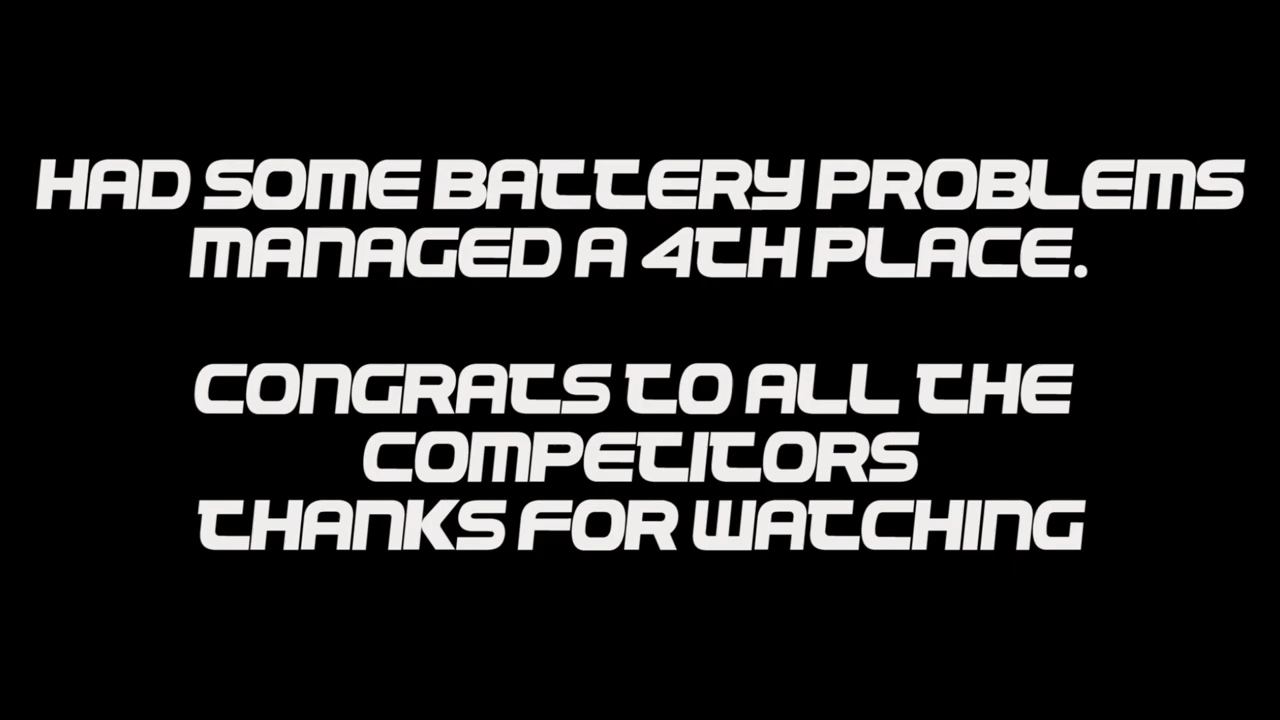 HAD SOME BATTERY PROBLEMS
MANAGED A 4TH PLACE.
CONGRATS TO ALL THE
COMPETITORS
THANKS FOR WATCHING